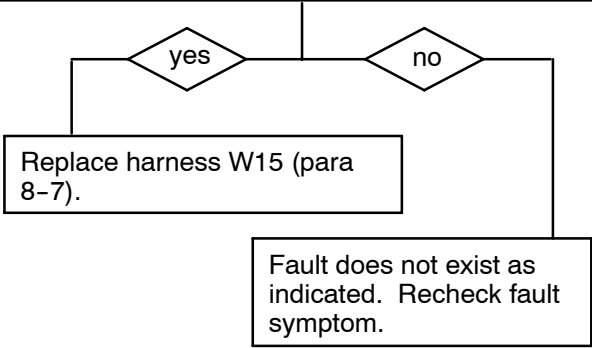 yes
no
Replace harness W15 (para
8-7).
Fault does not exist as
indicated.  Recheck fault
symptom.